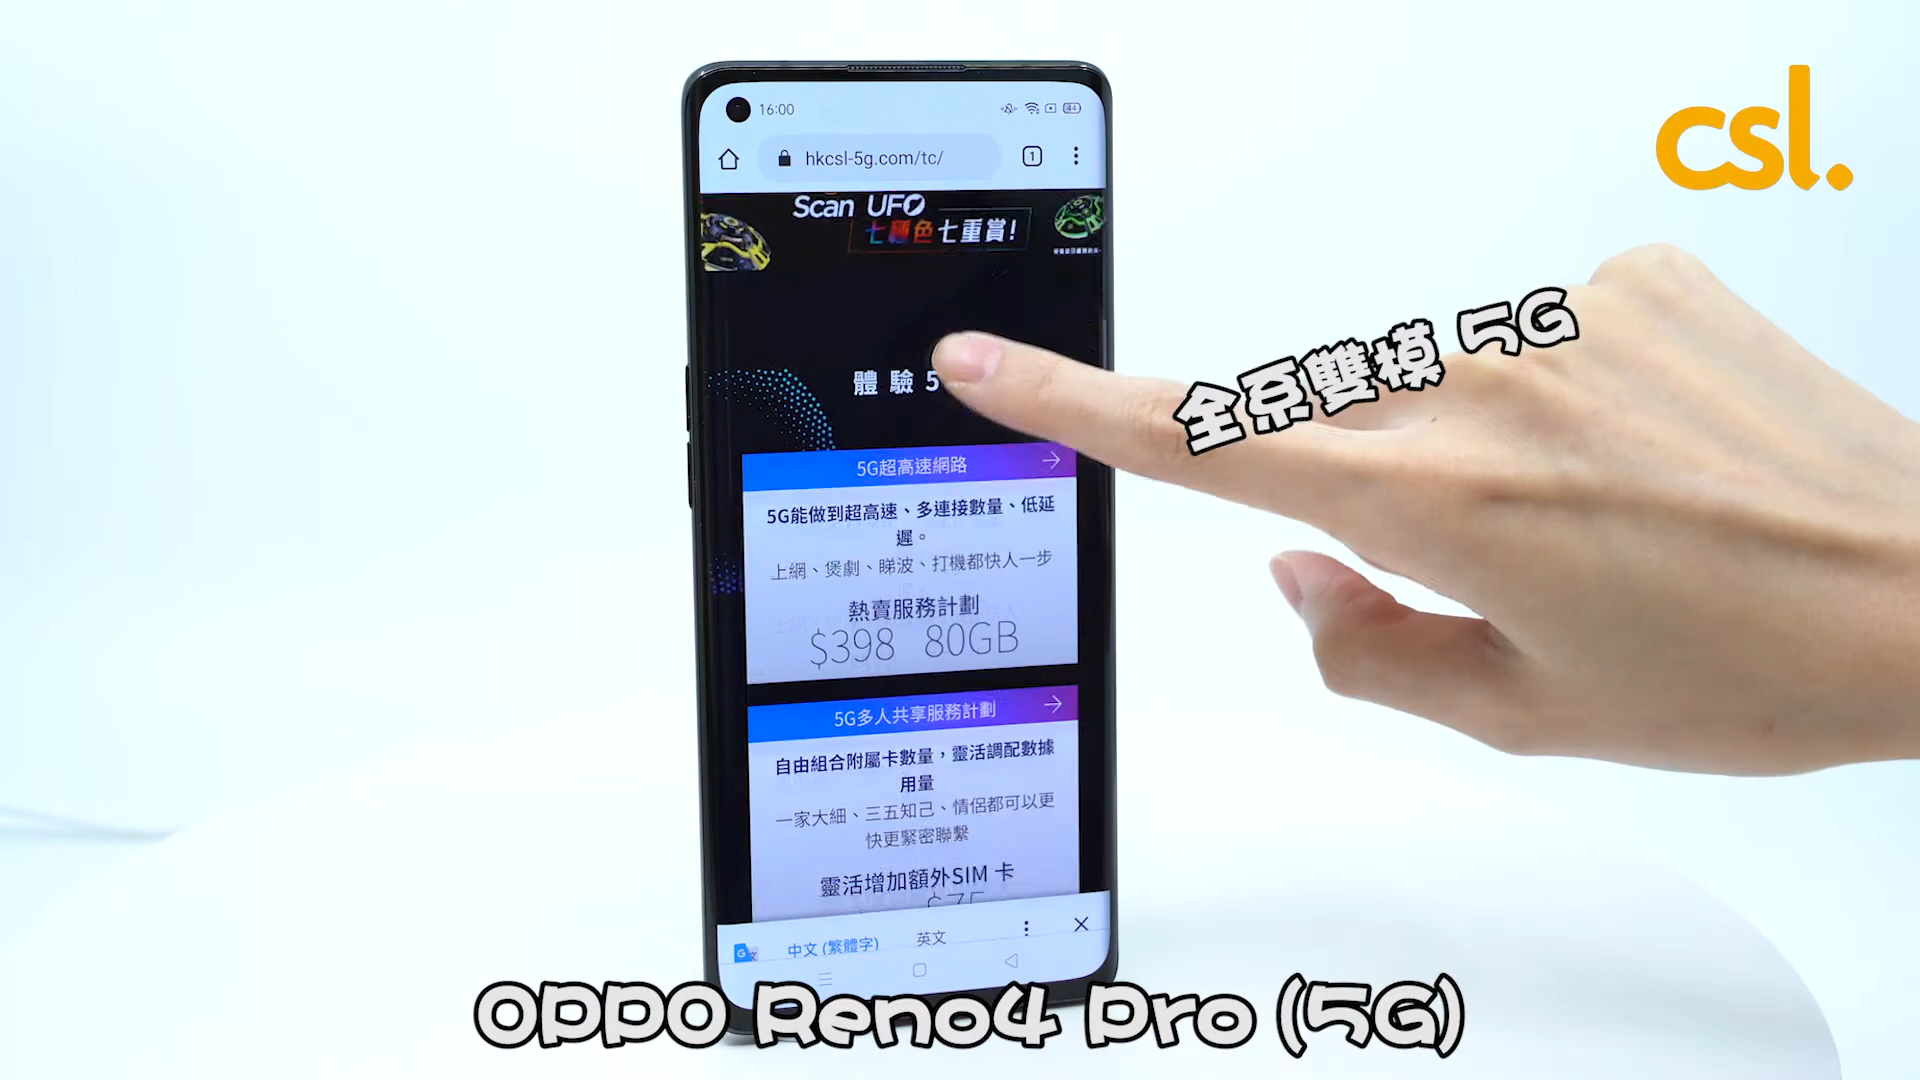 csl.
16:00
hkcsl-5g.com/tc/
1
Scan UFO
七種色七重賞!
體驗5
全系雙模 5G
5G超高速網路
5G能做到超高速、多連接數量、低延
遲。
上網、煲劇、睇波、打機都快人一步
熱賣服務計劃
$398 80GB
5G多人共享服務計劃
自由組合附屬卡數量，靈活調配數據
用量
一家大細、三五知己、情侶都可以更
快更緊密聯繫
靈活增加額外SIM 卡
$75
中文 (繁體字)
英文
OPPO Reno4 Pro (5G)